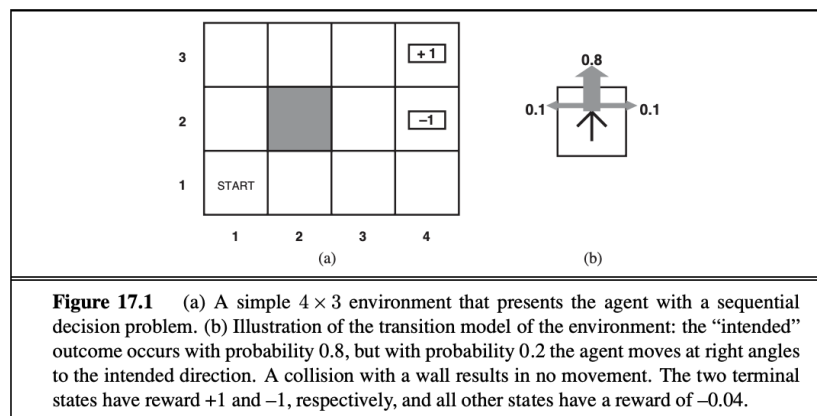 3
+ 1
0.8
0.1
0.1
2
–1
1
START
1 2 3 4
(a) (b)
Figure 17.1 (a) A simple 4 × 3 environment that presents the agent with a sequential
decision problem. (b) Illustration of the transition model of the environment: the “intended”
outcome occurs with probability 0.8, but with probability 0.2 the agent moves at right angles
to the intended direction. A collision with a wall results in no movement. The two terminal
states have reward +1 and –1, respectively, and all other states have a reward of –0.04.